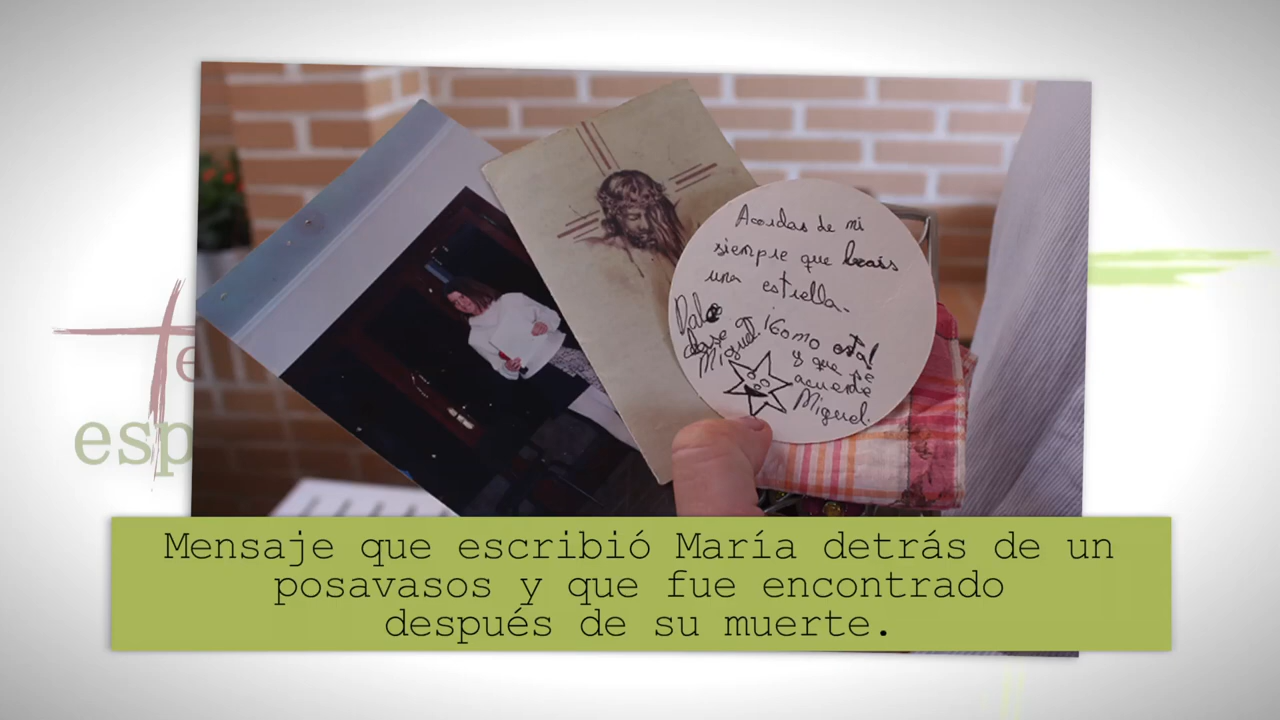 Acordas de mi
siempre que beais
una estrella.
¡Como esta!
y que te
acuerde
Miguel.
Miguel.
esp
Mensaje que escribió María detrás de un
posavasos y que fue encontrado
después de su muerte.